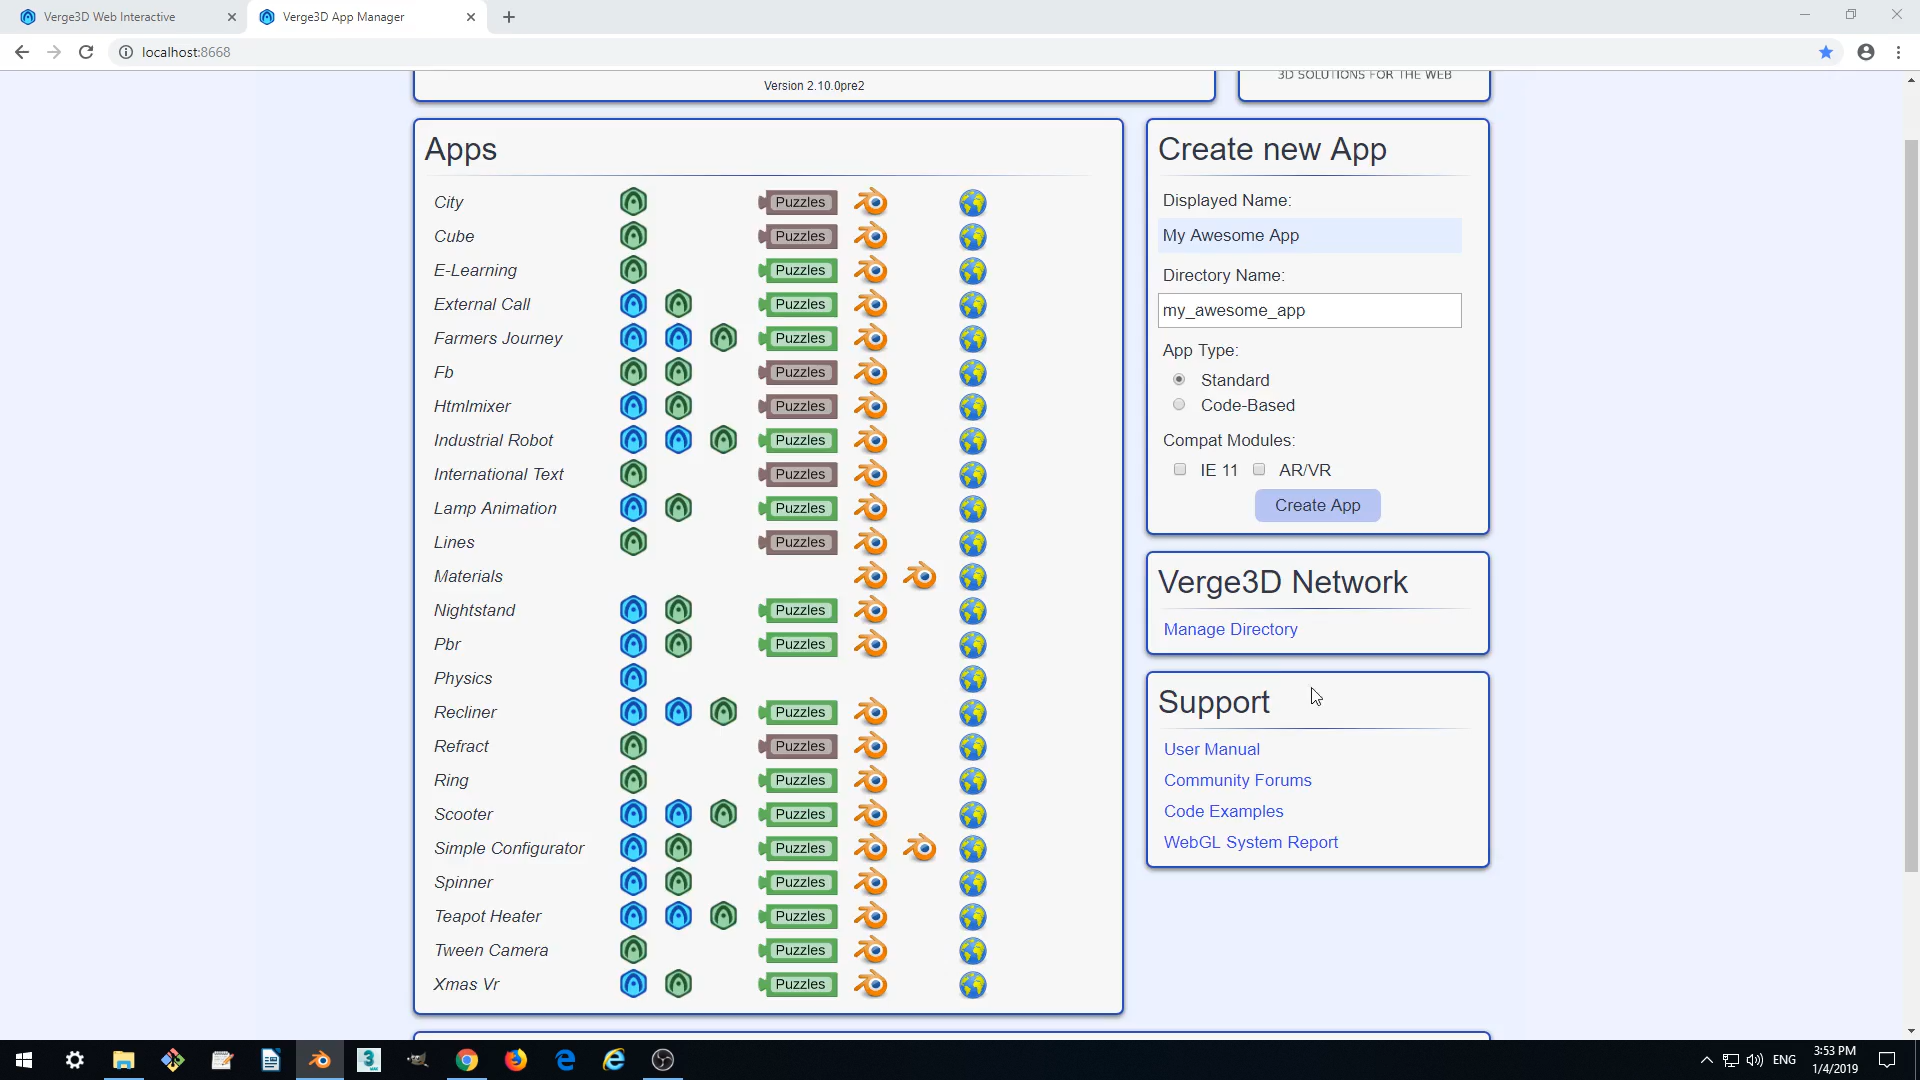 Verge3D Web Interactive
Verge3D App Manager
localhost:8668
Version 2.10.0pre2
3D SOLUTIONS FOR THE WEB
Apps
City Puzzles
Cube Puzzles
E-Learning Puzzles
External Call Puzzles
Farmers Journey Puzzles
Fb Puzzles
Htmlmixer Puzzles
Industrial Robot Puzzles
International Text Puzzles
Lamp Animation Puzzles
Lines Puzzles
Materials
Nightstand Puzzles
Pbr Puzzles
Physics
Recliner Puzzles
Refract Puzzles
Ring Puzzles
Scooter Puzzles
Simple Configurator Puzzles
Spinner Puzzles
Teapot Heater Puzzles
Tween Camera Puzzles
Xmas Vr Puzzles
Create new App
Displayed Name:
My Awesome App
Directory Name:
my_awesome_app
App Type:
Standard
Code-Based
Compat Modules:
IE 11 AR/VR
Create App
Verge3D Network
Manage Directory
Support
User Manual
Community Forums
Code Examples
WebGL System Report
ENG
3:53 PM
1/4/2019